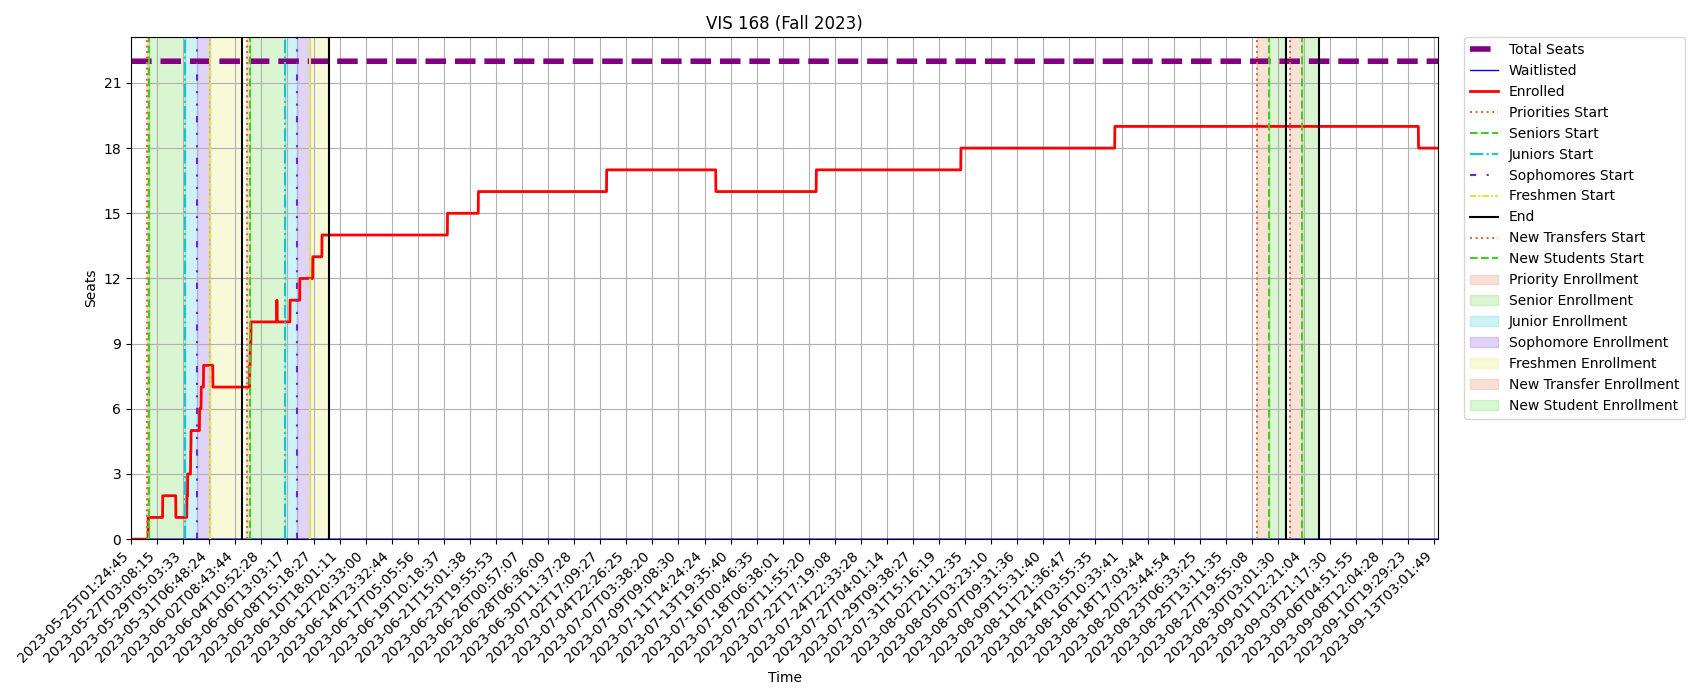 VIS 168 (Fall 2023)
Seats
21
18
15
12
9
6
3
0
2023-05-25T01:24:45
2023-05-27T03:08:15
2023-05-29T05:03:33
2023-05-31T06:48:24
2023-06-02T08:43:44
2023-06-04T10:52:28
2023-06-06T13:03:17
2023-06-08T15:18:27
2023-06-10T18:01:11
2023-06-12T20:33:00
2023-06-14T23:32:44
2023-06-17T05:05:56
2023-06-19T10:18:37
2023-06-21T15:01:38
2023-06-23T19:55:53
2023-06-26T00:57:07
2023-06-28T06:36:00
2023-06-30T11:37:28
2023-07-02T17:09:27
2023-07-04T22:26:25
2023-07-07T03:38:20
2023-07-09T09:08:30
2023-07-11T14:24:24
2023-07-13T19:35:40
2023-07-16T00:46:35
2023-07-18T06:38:01
2023-07-20T11:55:20
2023-07-22T17:19:08
2023-07-24T22:33:28
2023-07-27T04:01:14
2023-07-29T09:38:27
2023-07-31T15:16:19
2023-08-02T21:12:35
2023-08-05T03:23:10
2023-08-07T09:31:36
2023-08-09T15:31:40
2023-08-11T21:36:47
2023-08-14T03:55:35
2023-08-16T10:33:41
2023-08-18T17:03:44
2023-08-20T23:44:54
2023-08-23T06:33:25
2023-08-25T13:11:35
2023-08-27T19:55:08
2023-08-30T03:01:30
2023-09-01T12:21:04
2023-09-03T21:17:30
2023-09-06T04:51:55
2023-09-08T12:04:28
2023-09-10T19:29:23
2023-09-13T03:01:49
Time
Total Seats
Waitlisted
Enrolled
Priorities Start
Seniors Start
Juniors Start
Sophomores Start
Freshmen Start
End
New Transfers Start
New Students Start
Priority Enrollment
Senior Enrollment
Junior Enrollment
Sophomore Enrollment
Freshmen Enrollment
New Transfer Enrollment
New Student Enrollment